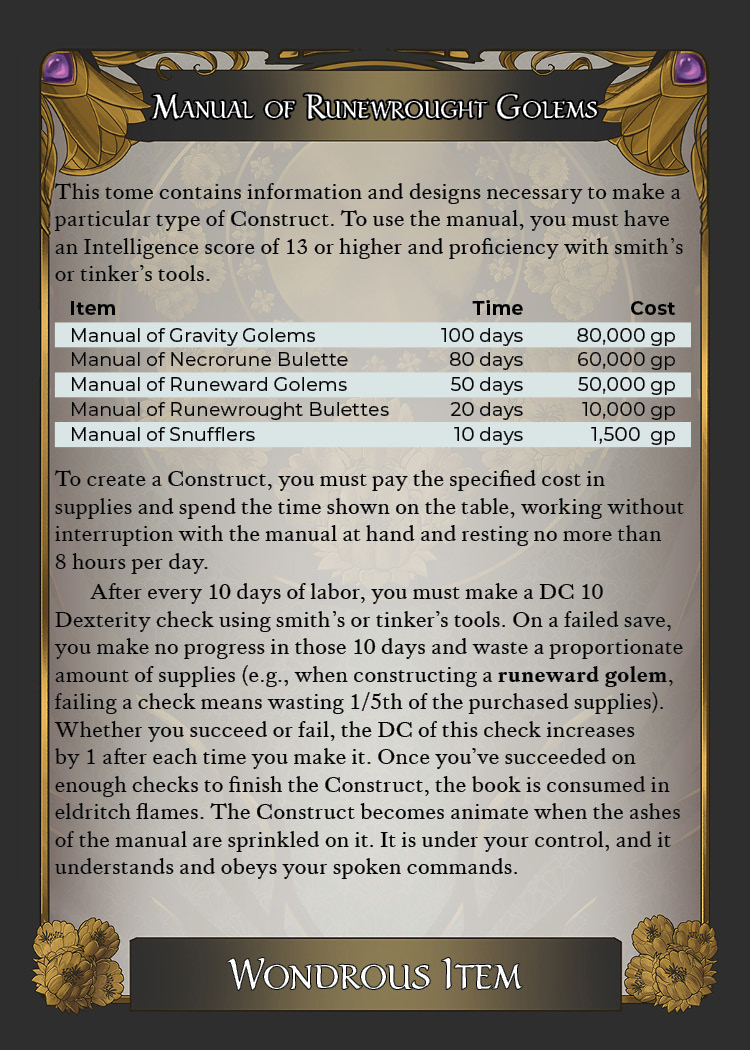 Manual of Runewrought Golems
This tome contains information and designs necessary to make a
particular type of Construct. To use the manual, you must have
an Intelligence score of 13 or higher and proficiency with smith's
or tinker's tools.
Item Time Cost
Manual of Gravity Golems 100 days 80,000 gp
Manual of Necrorune Bulette 80 days 60,000 gp
Manual of Runeward Golems 50 days 50,000 gp
Manual of Runewrought Bulettes 20 days 10,000 gp
Manual of Snufflers 10 days 1,500 gp
To create a Construct, you must pay the specified cost in
supplies and spend the time shown on the table, working without
interruption with the manual at hand and resting no more than
8 hours per day.
After every 10 days of labor, you must make a DC 10
Dexterity check using smith's or tinker's tools. On a failed save,
you make no progress in those 10 days and waste a proportionate
amount of supplies (e.g., when constructing a runeward golem,
failing a check means wasting 1/5th of the purchased supplies).
Whether you succeed or fail, the DC of this check increases
by 1 after each time you make it. Once you've succeeded on
enough checks to finish the Construct, the book is consumed in
eldritch flames. The Construct becomes animate when the ashes
of the manual are sprinkled on it. It is under your control, and it
understands and obeys your spoken commands.
Wondrous Item